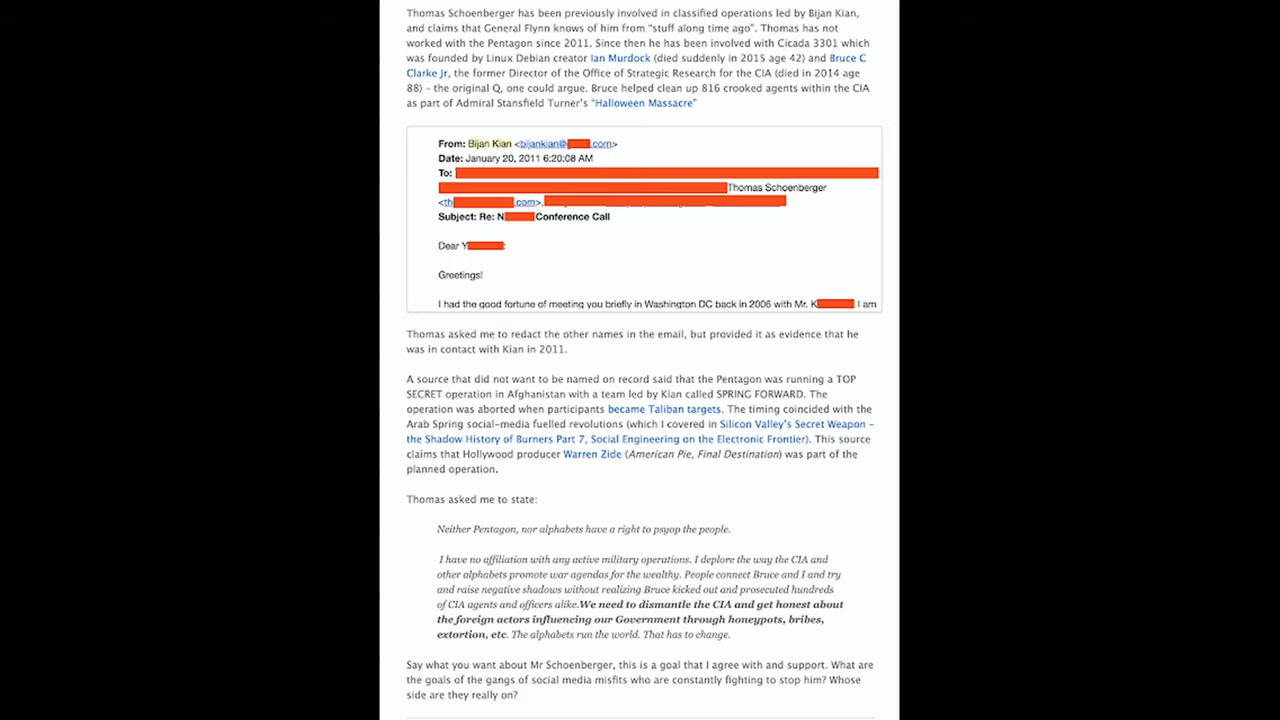 Thomas Schoenberger has been previously involved in classified operations led by Bijan Kian,
and claims that General Flynn knows of him from “stuff along time ago”. Thomas has not
worked with the Pentagon since 2011. Since then he has been involved with Cicada 3301 which
was founded by Linux Debian creator Ian Murdock (died suddenly in 2015 age 42) and Bruce C
Clarke Jr, the former Director of the Office of Strategic Research for the CIA (died in 2014 age
88) – the original Q, one could argue. Bruce helped clean up 816 crooked agents within the CIA
as part of Admiral Stansfield Turner’s “Halloween Massacre”
From: Bijan Kian <bijankian@ .com>
Date: January 20, 2011 6:20:08 AM
To:
Thomas Schoenberger
<th .com>,
Subject: Re: N Conference Call
Dear Y :
Greetings!
I had the good fortune of meeting you briefly in Washington DC back in 2006 with Mr. K I am
Thomas asked me to redact the other names in the email, but provided it as evidence that he
was in contact with Kian in 2011.
A source that did not want to be named on record said that the Pentagon was running a TOP
SECRET operation in Afghanistan with a team led by Kian called SPRING FORWARD. The
operation was aborted when participants became Taliban targets. The timing coincided with the
Arab Spring social-media fuelled revolutions (which I covered in Silicon Valley’s Secret Weapon –
the Shadow History of Burners Part 7, Social Engineering on the Electronic Frontier). This source
claims that Hollywood producer Warren Zide (American Pie, Final Destination) was part of the
planned operation.
Thomas asked me to state:
Neither Pentagon, nor alphabets have a right to psyop the people.
I have no affiliation with any active military operations. I deplore the way the CIA and
other alphabets promote war agendas for the wealthy. People connect Bruce and I and try
and raise negative shadows without realizing Bruce kicked out and prosecuted hundreds
of CIA agents and officers alike.We need to dismantle the CIA and get honest about
the foreign actors influencing our Government through honeypots, bribes,
extortion, etc. The alphabets run the world. That has to change.
Say what you want about Mr Schoenberger, this is a goal that I agree with and support. What are
the goals of the gangs of social media misfits who are constantly fighting to stop him? Whose
side are they really on?